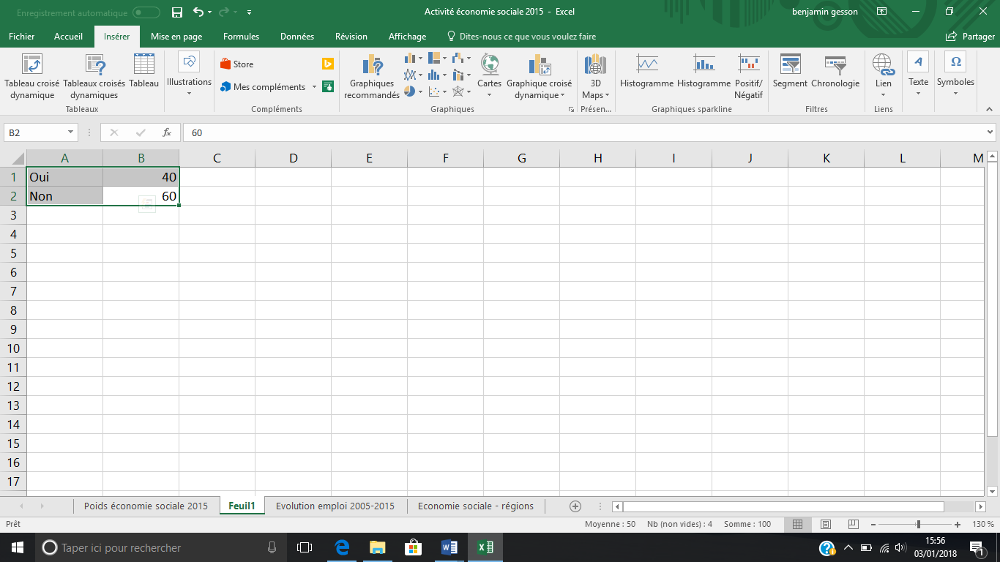 Enregistrement automatique
Activité économie sociale 2015 - Excel
benjamin gesson
Fichier Accueil Insérer Mise en page Formules Données Révision Affichage Dites-nous ce que vous voulez faire Partager
Tableau croisé dynamique
Tableaux croisés dynamiques
Tableau
Tableaux
Illustrations
Store
Mes compléments
Compléments
Graphiques recommandés
Cartes
Graphique croisé dynamique
Graphiques
3D Maps
Présen...
Histogramme
Histogramme
Positif/ Négatif
Graphiques sparkline
Segment
Chronologie
Filtres
Lien
Liens
Texte
Symboles
B2
fx
60
A B C D E F G H I J K L M
1 Oui 40
2 Non 60
3
4
5
6
7
8
9
10
11
12
13
14
15
16
17
Poids économie sociale 2015 Feuil1 Evolution emploi 2005-2015 Economie sociale - régions
Prêt
Moyenne : 50 Nb (non vides) : 4 Somme : 100
130 %
Taper ici pour rechercher
15:56
03/01/2018
1